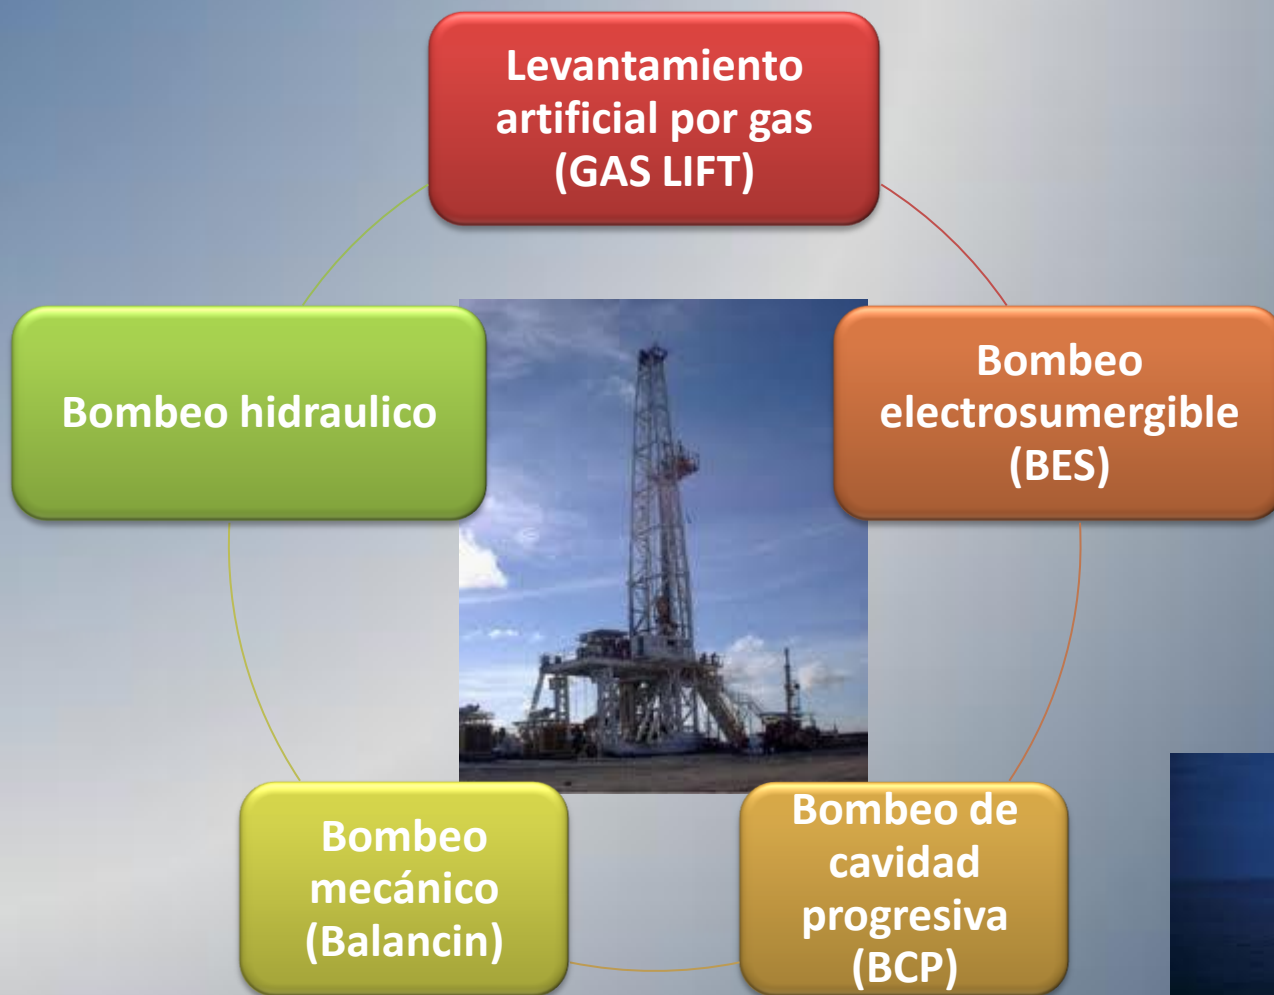 Levantamiento
artificial por gas
(GAS LIFT)
Bombeo
electrosumergible
(BES)
Bombeo de
cavidad
progresiva
(BCP)
Bombeo
mecánico
(Balancin)
Bombeo hidraulico